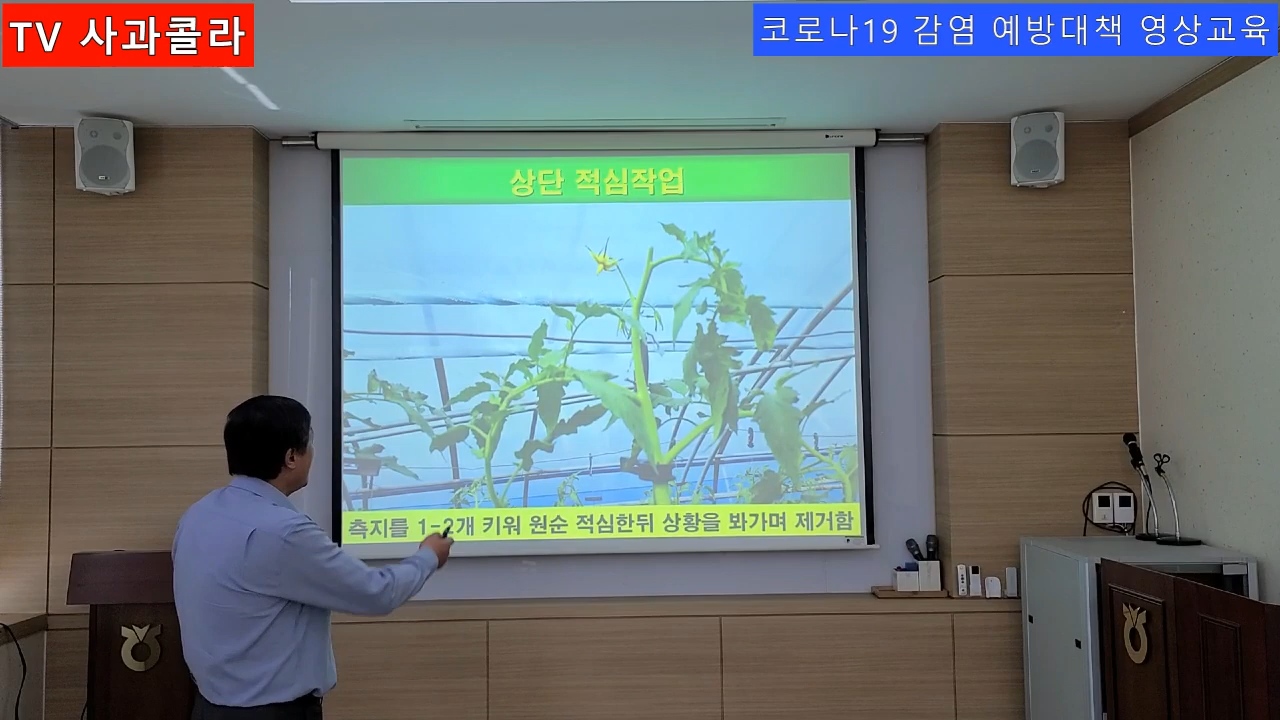 TV 사과콜라
코로나19 감염 예방대책 영상교육
상단 적심작업
측지를 1-2개 키워 원순 적심한뒤 상황을 봐가며 제거함